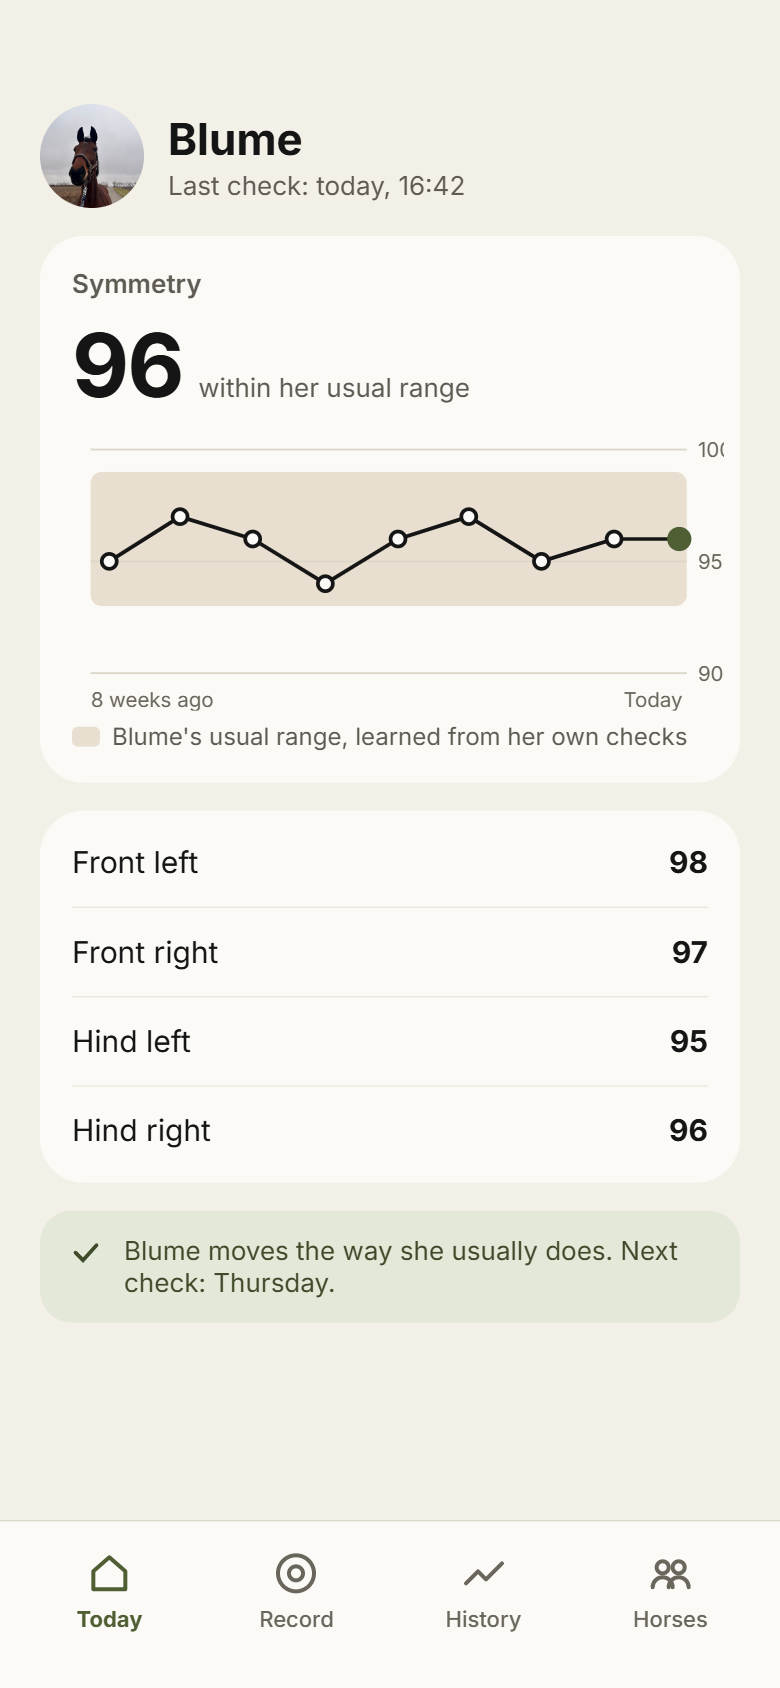 Blume
Last check: today, 16:42
Symmetry
96 within her usual range
100
95
90
8 weeks ago
Today
Blume's usual range, learned from her own checks
Front left 98
Front right 97
Hind left 95
Hind right 96
Blume moves the way she usually does. Next
check: Thursday.
Today
Record
History
Horses